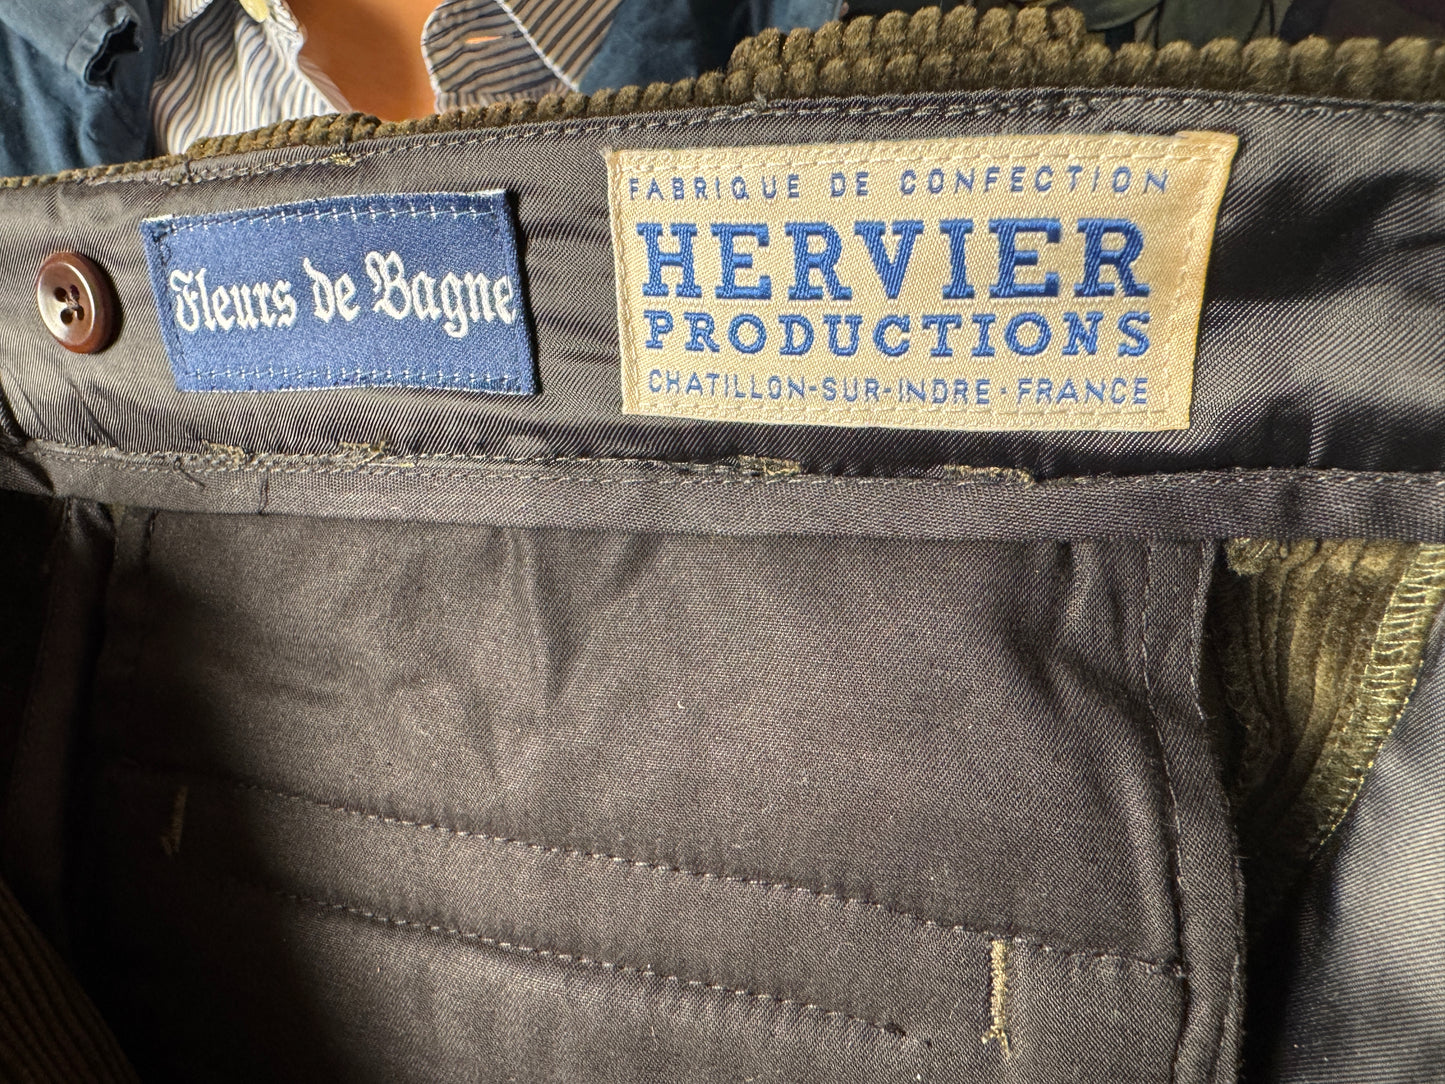 Fleurs de Bagne
FABRIQUE DE CONFECTION
HERVIER
PRODUCTIONS
CHATILLON-SUR-INDRE · FRANCE